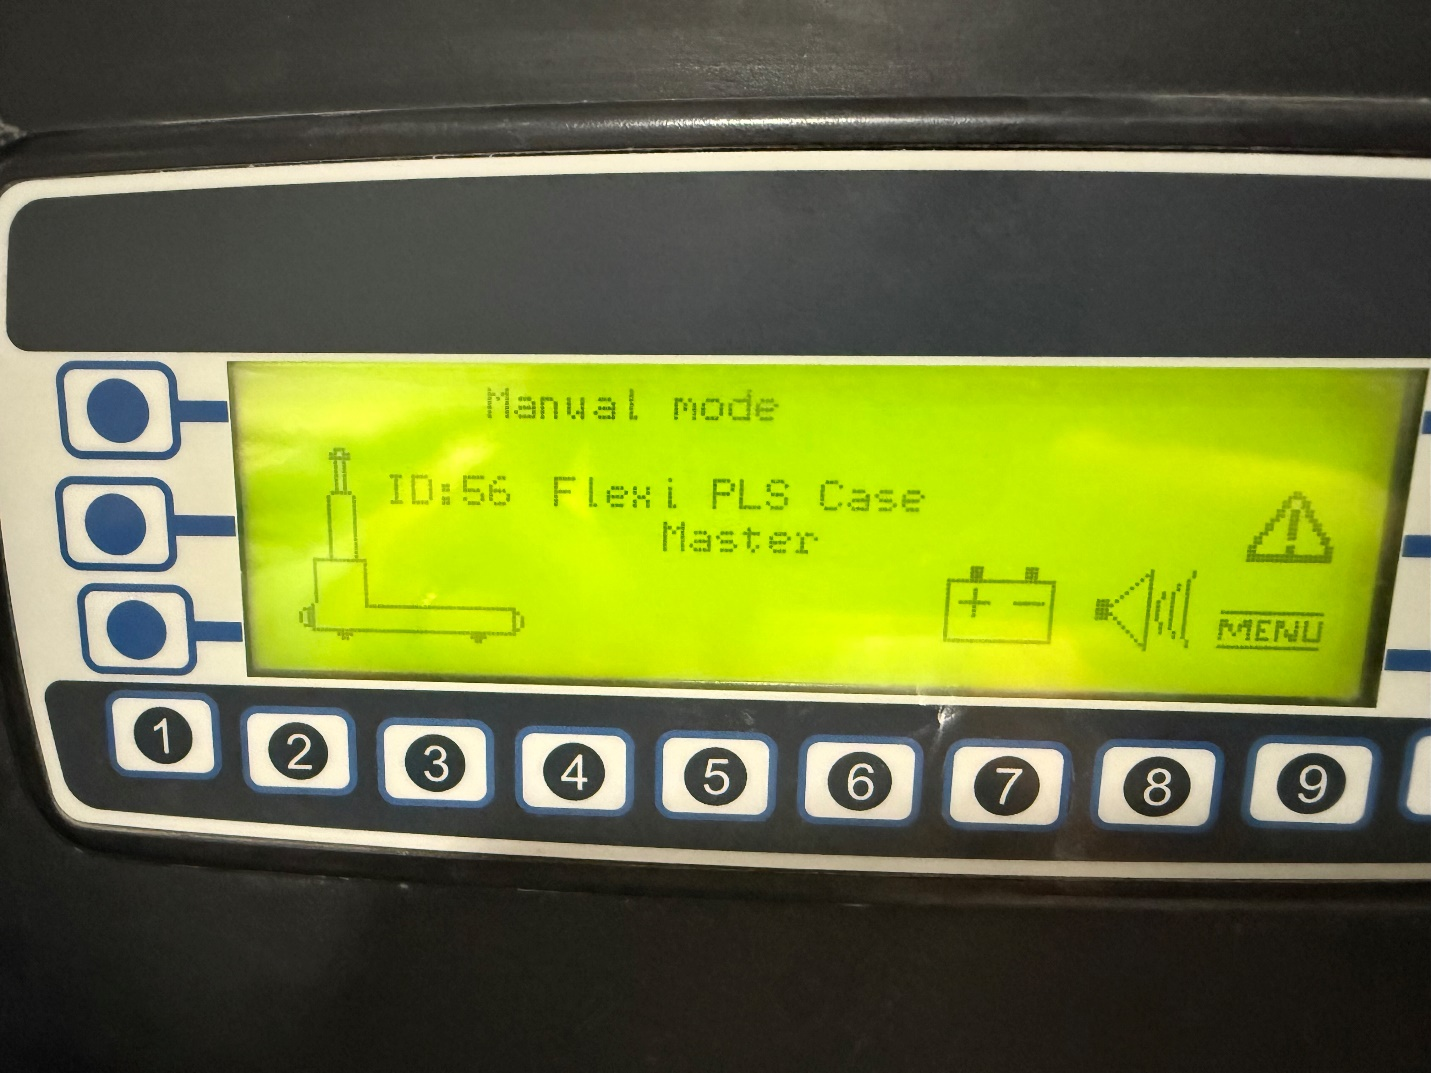 Manual mode
ID:56 Flexi PLS Case
Master
+ −
MENU
1 2 3 4 5 6 7 8 9